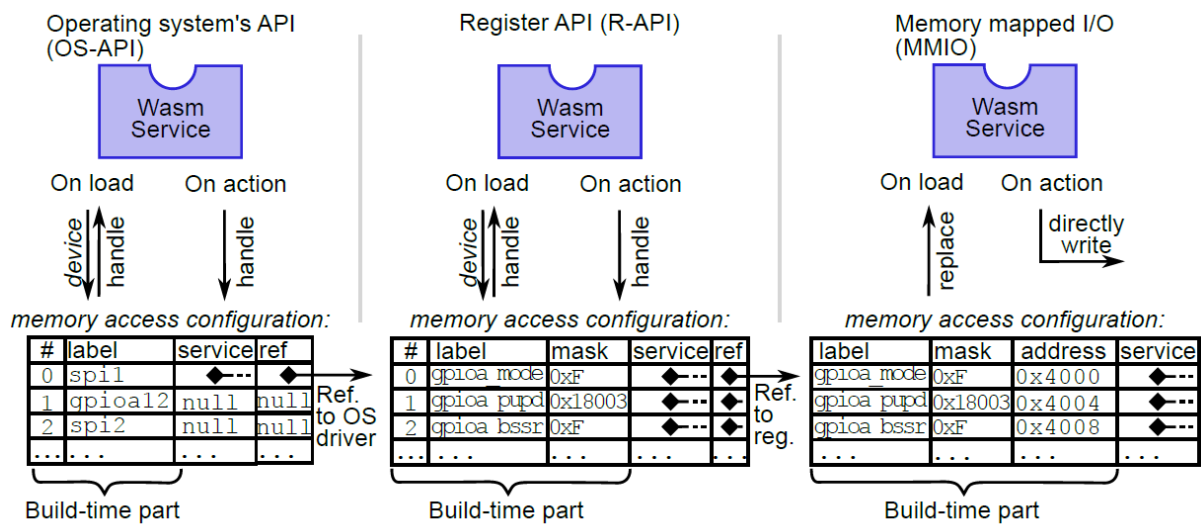 Operating system's API
(OS-API)
Wasm
Service
On load
On action
device
handle
handle
memory access configuration:
# label service ref
0 spi1
1 gpioa12 null null
2 spi2 null null
... ... ... ...
Ref.
to OS
driver
Build-time part
Register API (R-API)
Wasm
Service
On load
On action
device
handle
handle
memory access configuration:
# label mask service ref
0 gpioa_mode 0xF
1 gpioa_pupd 0x18003
2 gpioa_bssr 0xF
... ... ... ... ...
Ref.
to
reg.
Build-time part
Memory mapped I/O
(MMIO)
Wasm
Service
On load
On action
replace
directly
write
memory access configuration:
label mask address service
gpioa_mode 0xF 0x4000
gpioa_pupd 0x18003 0x4004
gpioa_bssr 0xF 0x4008
... ... ... ...
Build-time part